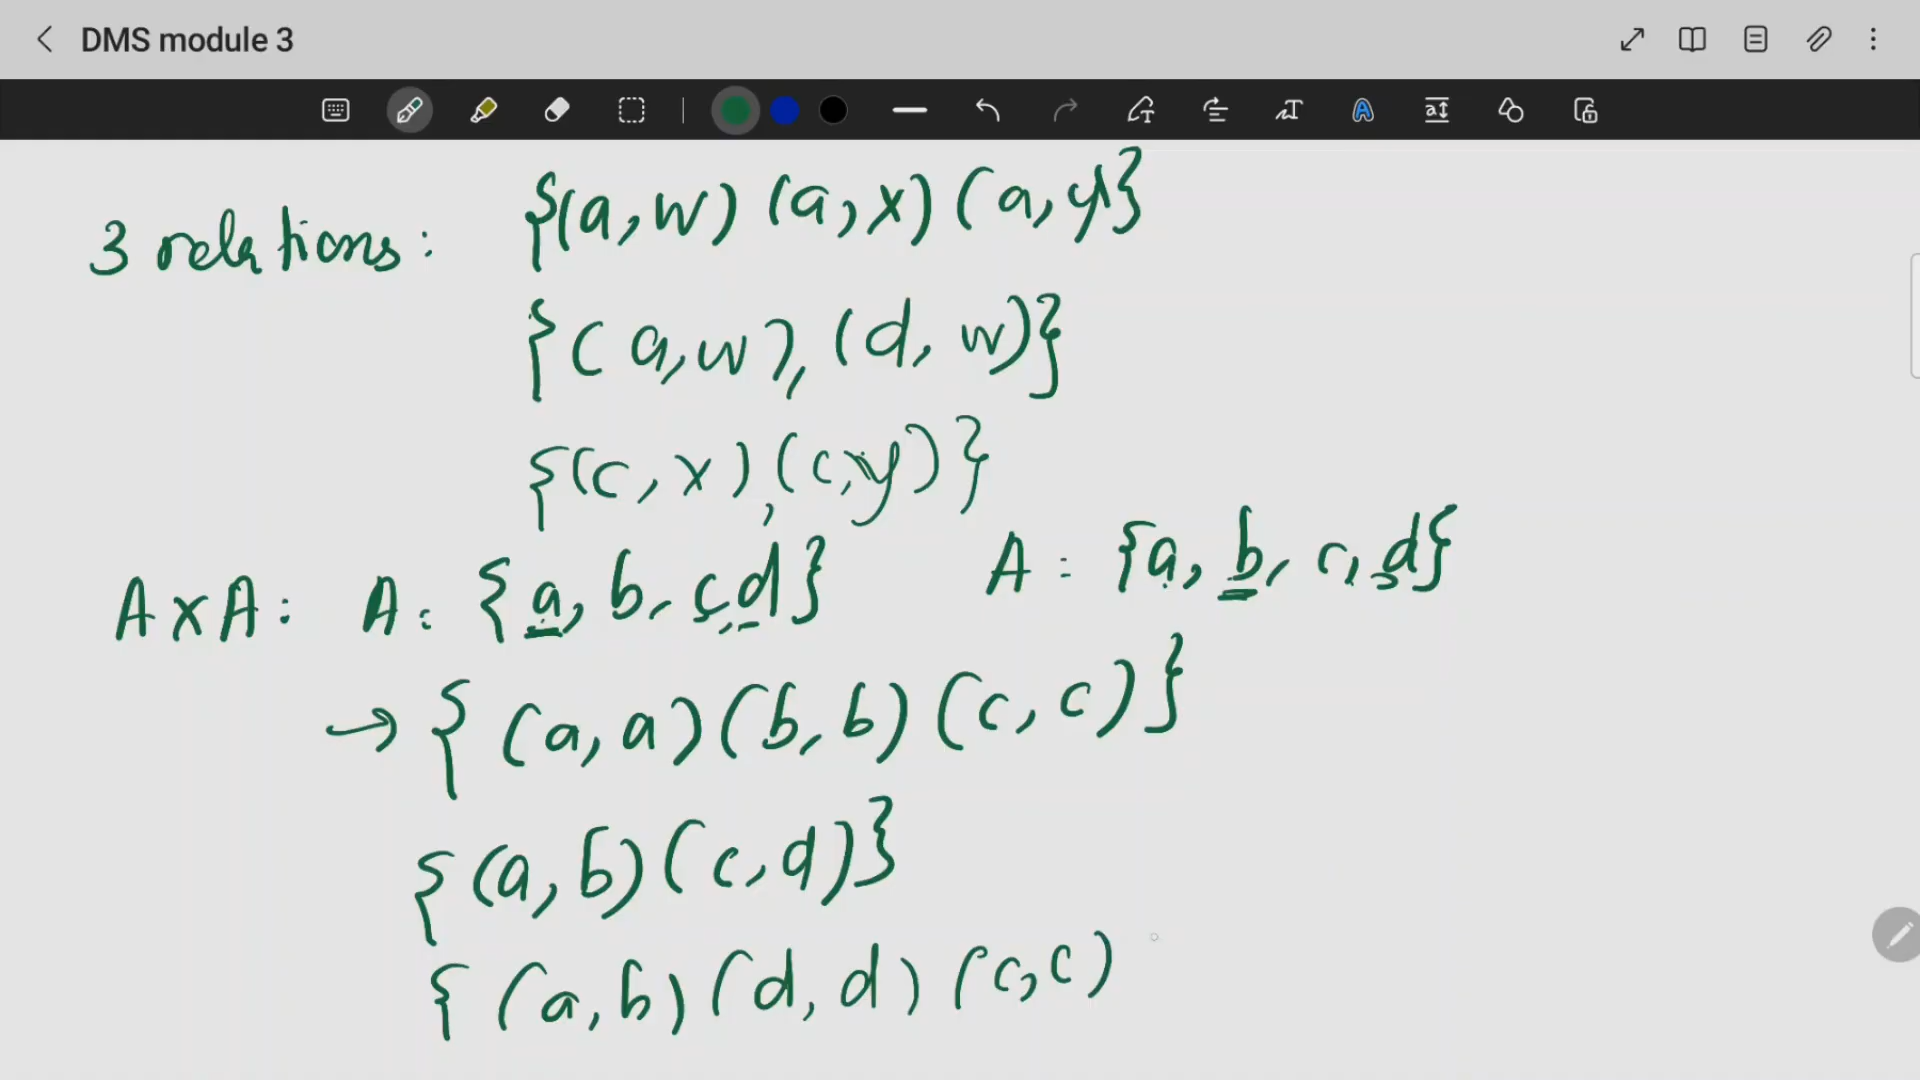 DMS module 3
3 relations: {(a,w) (a,x) (a,y)}
{(a,w), (d,w)}
{(c,x), (c,y)}
A×A: A: {a, b, c, d} A = {a, b, c, d}
→ {(a,a) (b,b) (c,c)}
{(a,b) (c,d)}
{(a,b) (d,d) (c,c)